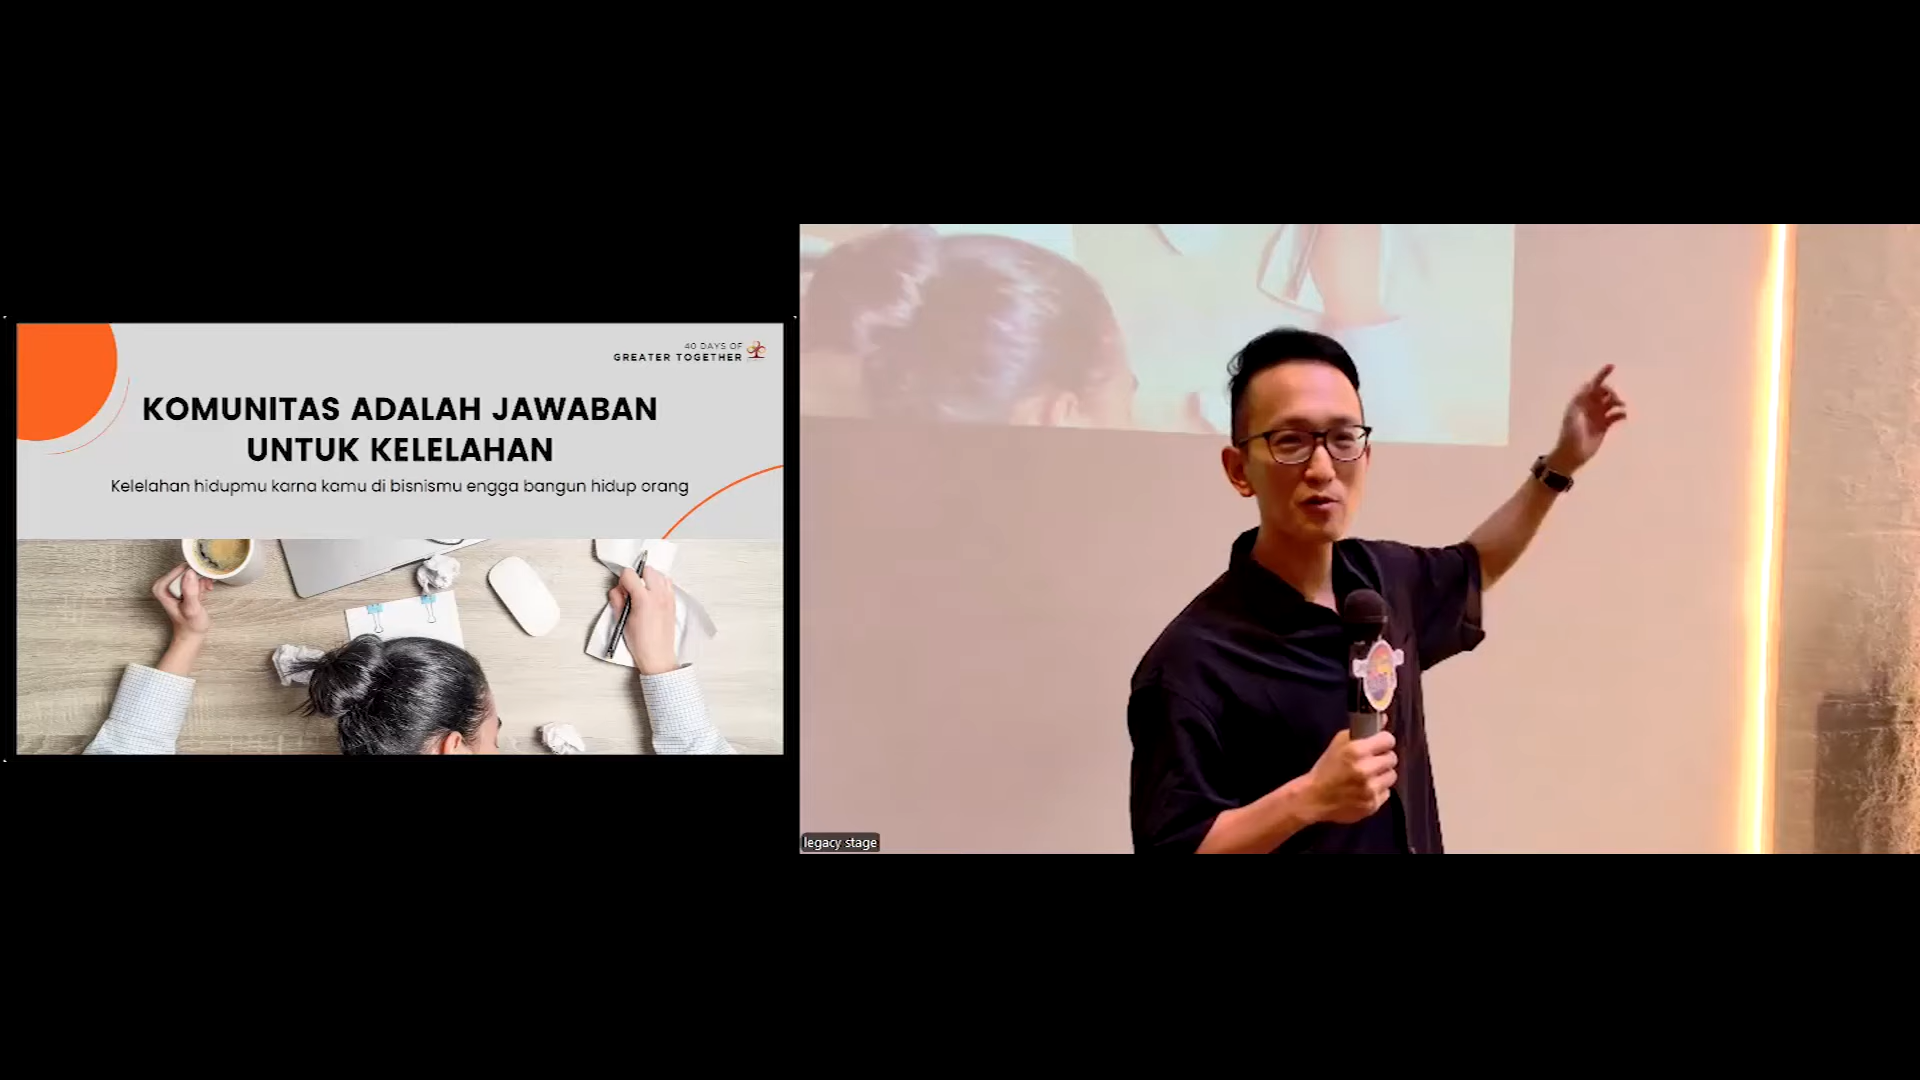 40 DAYS OF
GREATER TOGETHER
KOMUNITAS ADALAH JAWABAN
UNTUK KELELAHAN
Kelelahan hidupmu karna kamu di bisnismu engga bangun hidup orang
legacy stage